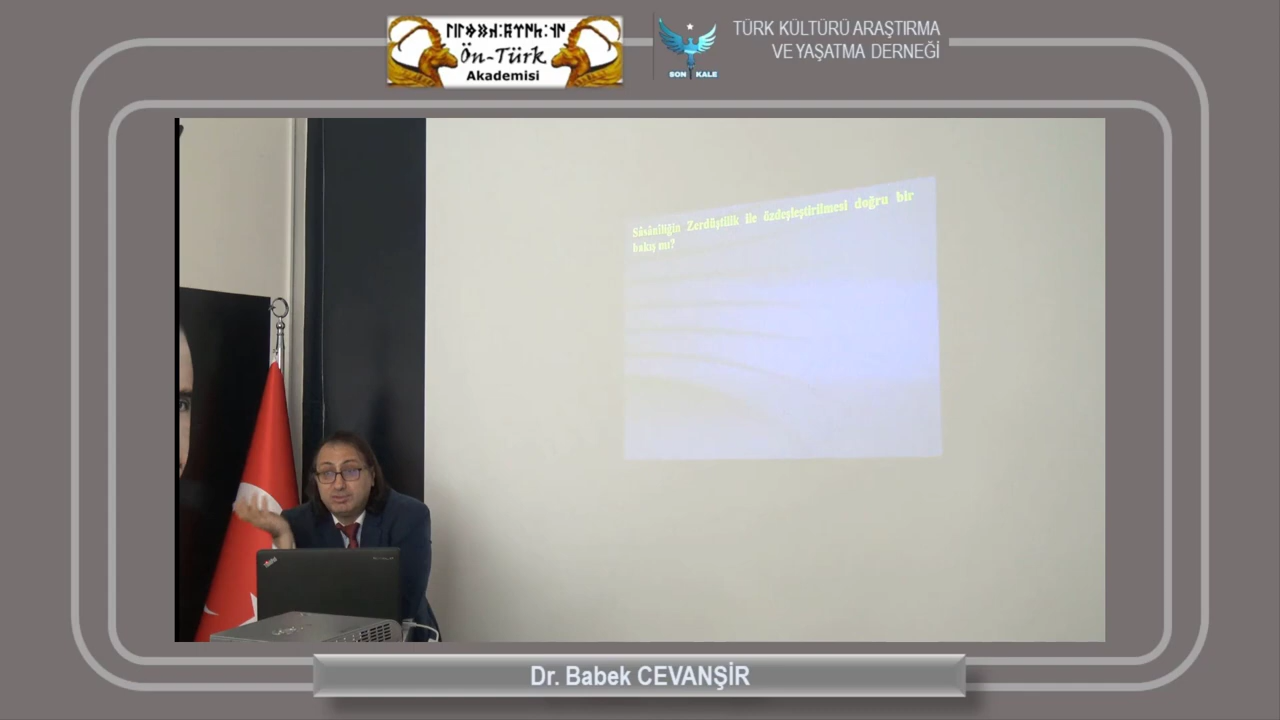 Ön-Türk
Akademisi
SON KALE
TÜRK KÜLTÜRÜ ARAŞTIRMA
VE YAŞATMA DERNEĞİ
Sâsânîliğin Zerdüştilik ile özdeşleştirilmesi doğru bir
bakış mı?
Dr. Babek CEVANŞİR